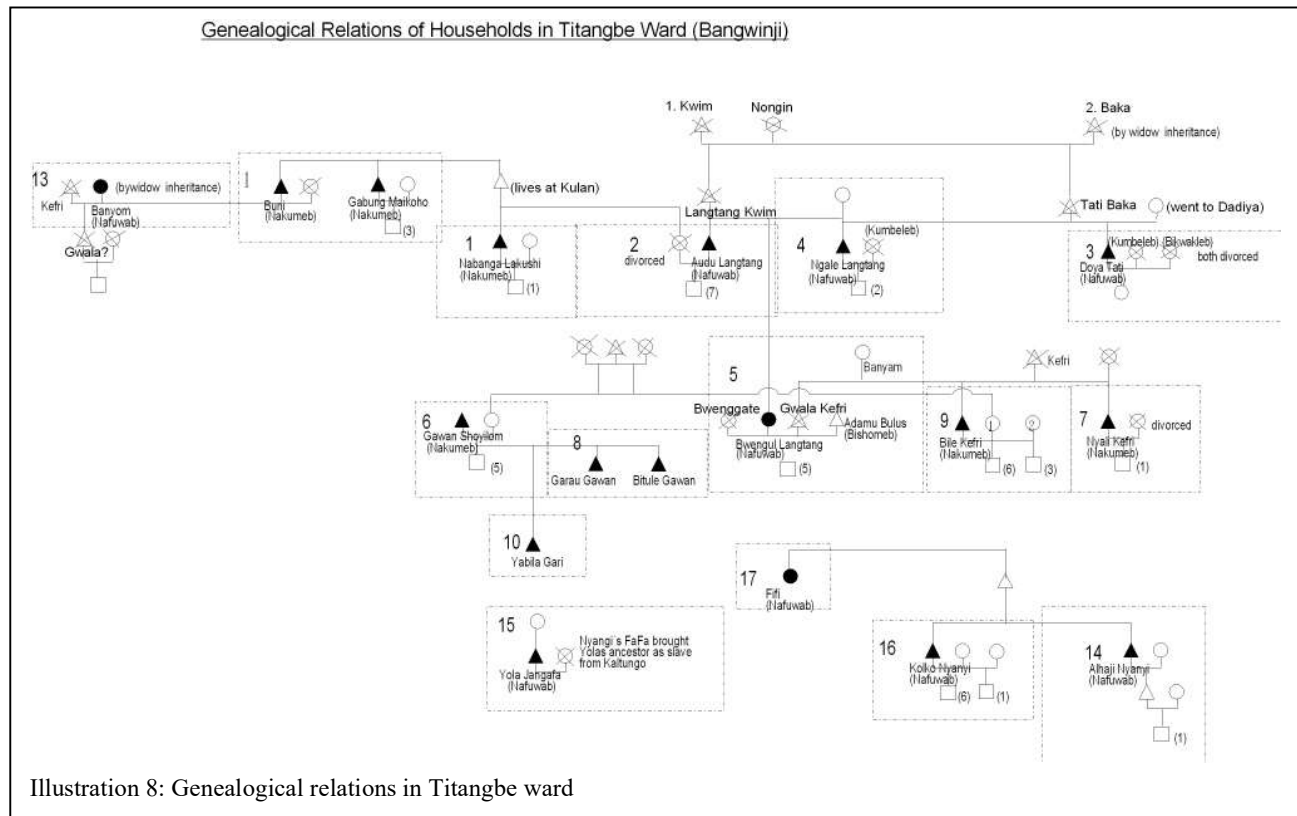 Genealogical Relations of Households in Titangbe Ward (Bangwinji)
1. Kwim
Nongin
2. Baka
(by widow inheritance)
13
Kefri
(bywidow inheritance)
Banyom
(Nafuwab)
Gwala?
Buni
(Nakumeb)
Gabung Maikoho
(Nakumeb)
(3)
(lives at Kulan)
1
Nabanga Lakushi
(Nakumeb)
(1)
2
divorced
Langtang Kwim
Audu Langtang
(Nafuwab)
(7)
4
(Kumbeleb)
Ngale Langtang
(Nafuwab)
(2)
Tati Baka
(went to Dadiya)
3
(Kumbeleb) (Bikwakleb)
both divorced
Doya Tati
(Nafuwab)
6
Gawan Shoyilom
(Nakumeb)
(5)
8
Garau Gawan
Bitule Gawan
10
Yabila Gari
5
Banyam
Bwenggate
Gwala Kefri
Adamu Bulus
(Bishomeb)
Bwengul Langtang
(Nafuwab)
(5)
Kefri
9
Bile Kefri
(Nakumeb)
1
2
(6)
(3)
7
divorced
Nyali Kefri
(Nakumeb)
(1)
17
Fifi
(Nafuwab)
15
Nyangi's FaFa brought
Yolas ancestor as slave
from Kaltungo
Yola Jangafa
(Nafuwab)
16
Kolko Nyanyi
(Nafuwab)
(6)
(1)
14
Alhaji Nyanyi
(Nafuwab)
(1)
Illustration 8: Genealogical relations in Titangbe ward